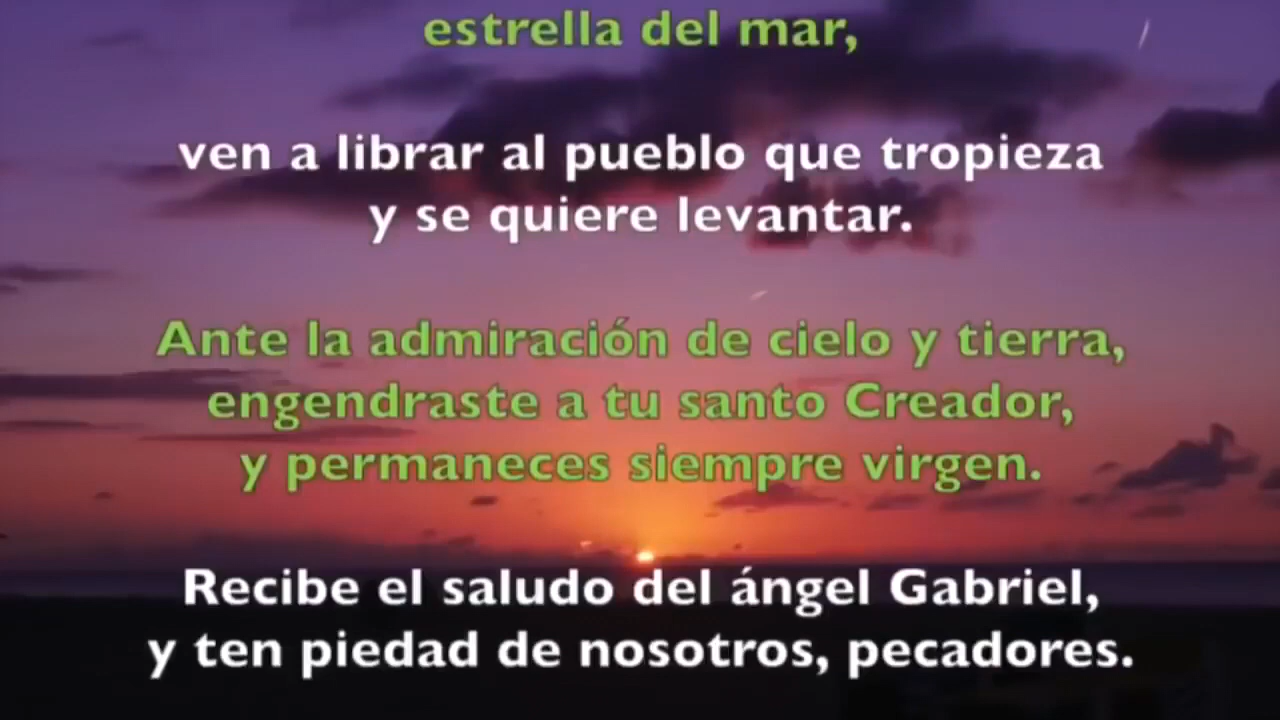 estrella del mar,
ven a librar al pueblo que tropieza
y se quiere levantar.
Ante la admiración de cielo y tierra,
engendraste a tu santo Creador,
y permaneces siempre virgen.
Recibe el saludo del ángel Gabriel,
y ten piedad de nosotros, pecadores.